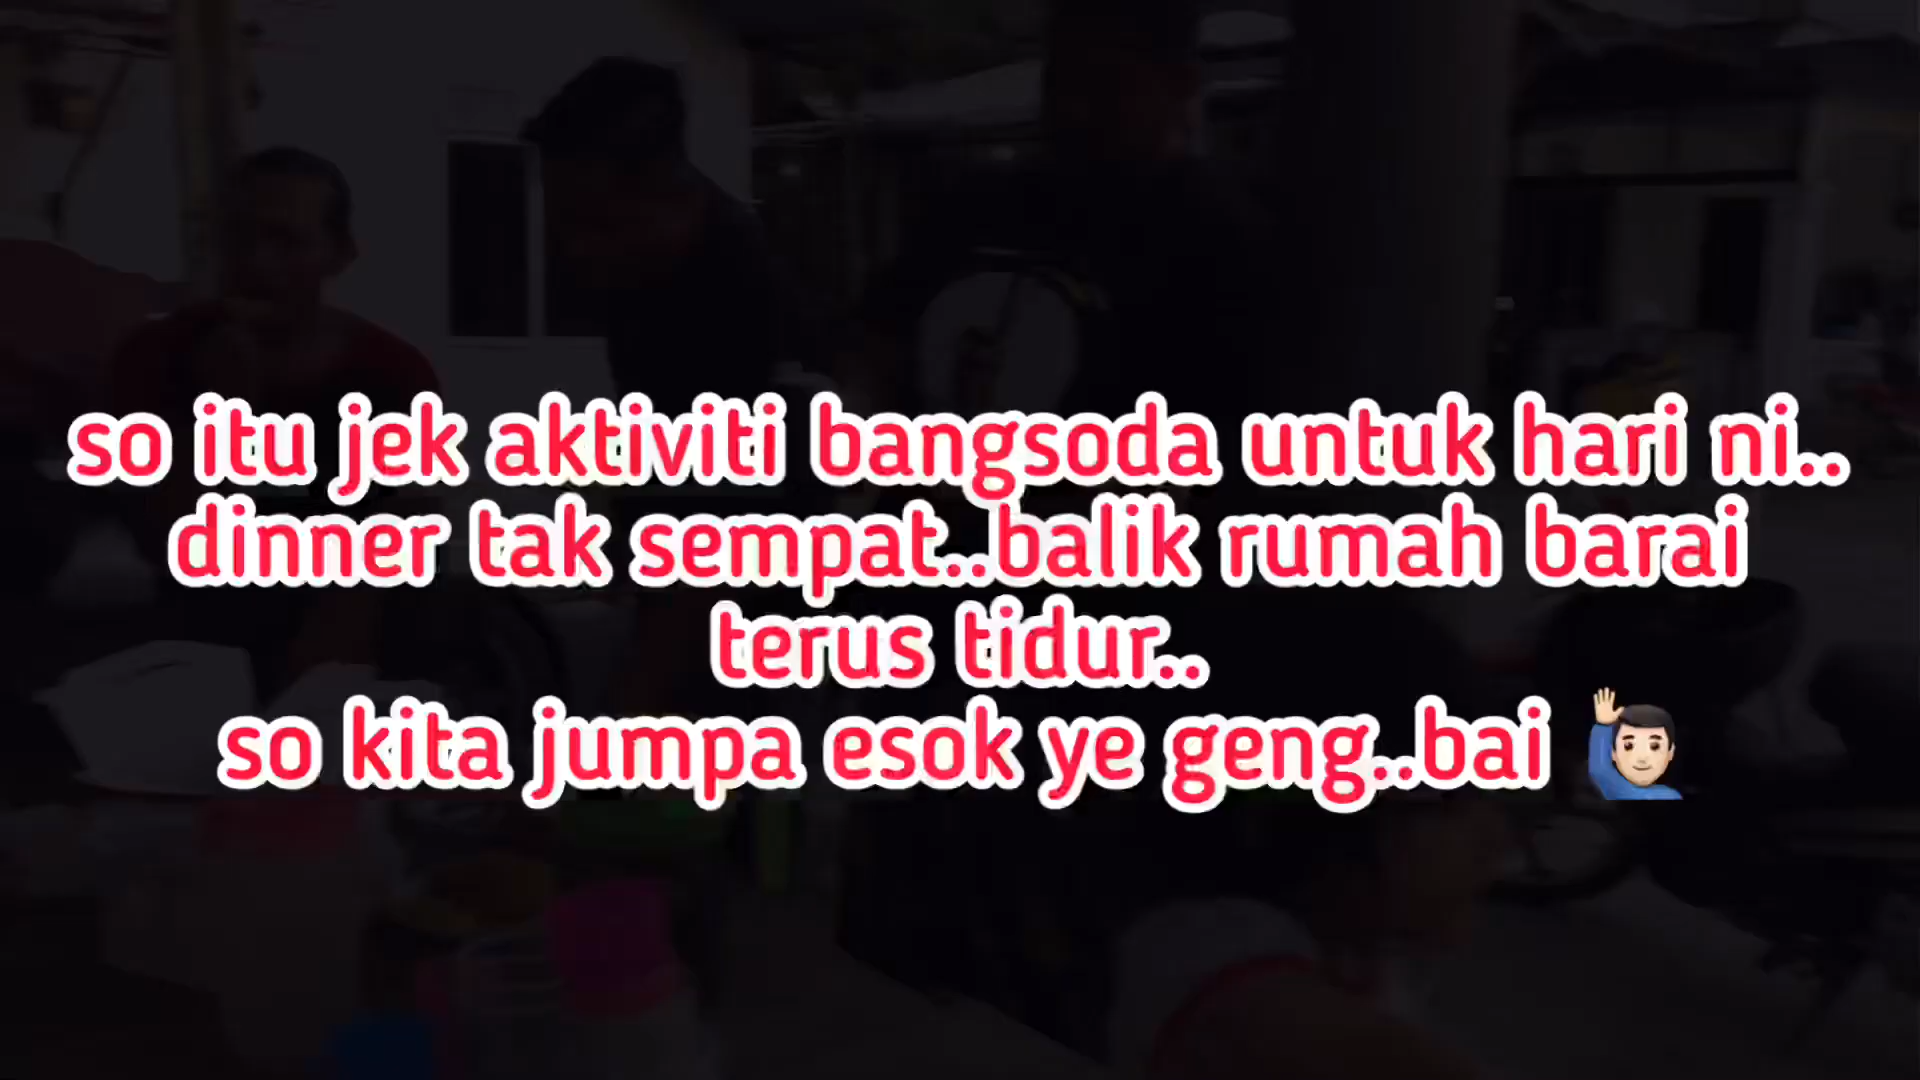 so itu jek aktiviti bangsoda untuk hari ni..
dinner tak sempat..balik rumah barai
terus tidur..
so kita jumpa esok ye geng..bai 🙋🏻‍♂️